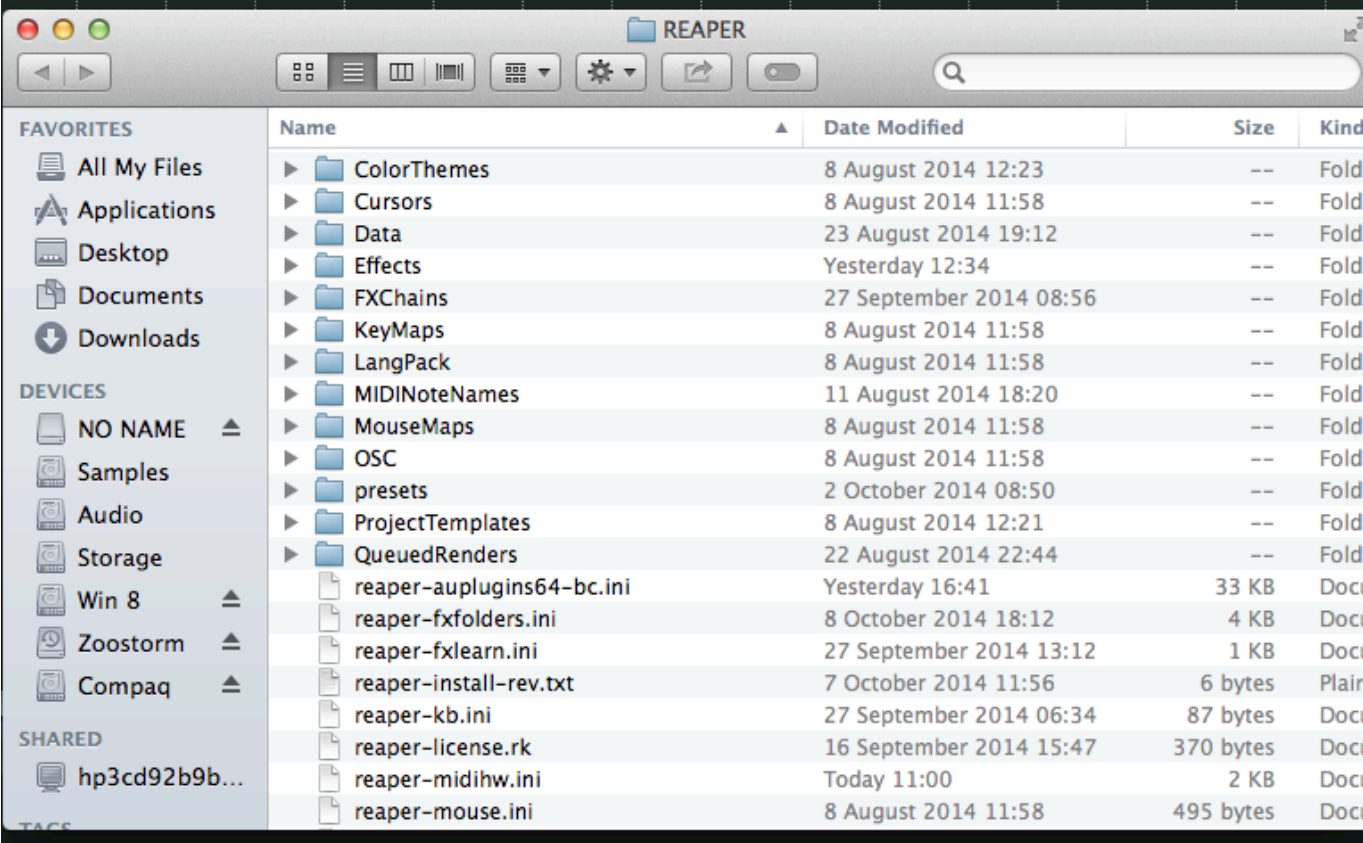 REAPER
FAVORITES
All My Files
Applications
Desktop
Documents
Downloads
DEVICES
NO NAME
Samples
Audio
Storage
Win 8
Zoostorm
Compaq
SHARED
hp3cd92b9b...
TAGS
Name Date Modified Size Kind
ColorThemes 8 August 2014 12:23 -- Fold
Cursors 8 August 2014 11:58 -- Fold
Data 23 August 2014 19:12 -- Fold
Effects Yesterday 12:34 -- Fold
FXChains 27 September 2014 08:56 -- Fold
KeyMaps 8 August 2014 11:58 -- Fold
LangPack 8 August 2014 11:58 -- Fold
MIDINoteNames 11 August 2014 18:20 -- Fold
MouseMaps 8 August 2014 11:58 -- Fold
OSC 8 August 2014 11:58 -- Fold
presets 2 October 2014 08:50 -- Fold
ProjectTemplates 8 August 2014 12:21 -- Fold
QueuedRenders 22 August 2014 22:44 -- Fold
reaper-auplugins64-bc.ini Yesterday 16:41 33 KB Docu
reaper-fxfolders.ini 8 October 2014 18:12 4 KB Docu
reaper-fxlearn.ini 27 September 2014 13:12 1 KB Docu
reaper-install-rev.txt 7 October 2014 11:56 6 bytes Plain
reaper-kb.ini 27 September 2014 06:34 87 bytes Docu
reaper-license.rk 16 September 2014 15:47 370 bytes Docu
reaper-midihw.ini Today 11:00 2 KB Docu
reaper-mouse.ini 8 August 2014 11:58 495 bytes Docu